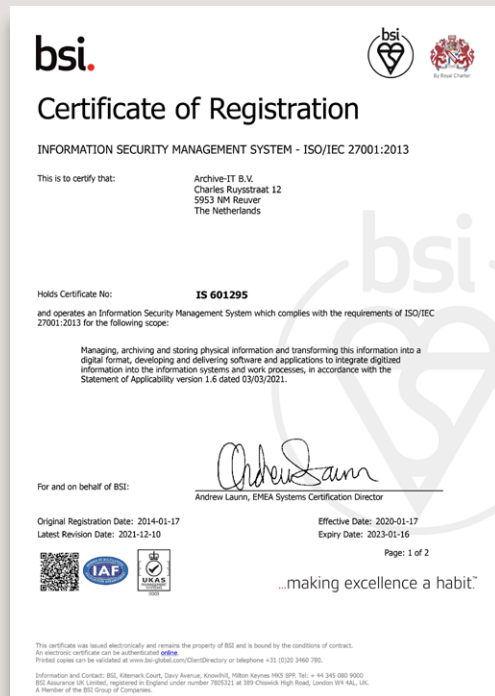 bsi.
bsi
By Royal Charter
Certificate of Registration
INFORMATION SECURITY MANAGEMENT SYSTEM - ISO/IEC 27001:2013
This is to certify that:
Archive-IT B.V.
Charles Ruysstraat 12
5953 NM Reuver
The Netherlands
bsi
Holds Certificate No:
IS 601295
and operates an Information Security Management System which complies with the requirements of ISO/IEC
27001:2013 for the following scope:
Managing, archiving and storing physical information and transforming this information into a
digital format, developing and delivering software and applications to integrate digitized
information into the information systems and work processes, in accordance with the
Statement of Applicability version 1.6 dated 03/03/2021.
For and on behalf of BSI:
Andrew Launn, EMEA Systems Certification Director
Original Registration Date: 2014-01-17
Effective Date: 2020-01-17
Latest Revision Date: 2021-12-10
Expiry Date: 2023-01-16
Page: 1 of 2
IAF
UKAS
MANAGEMENT
SYSTEMS
...making excellence a habit.™
This certificate was issued electronically and remains the property of BSI and is bound by the conditions of contract.
An electronic certificate can be authenticated online.
Printed copies can be validated at www.bsi-global.com/ClientDirectory or telephone +31 (0)20 3460 780.
Information and Contact: BSI, Kitemark Court, Davy Avenue, Knowlhill, Milton Keynes MK5 8PP. Tel: + 44 345 080 9000
BSI Assurance UK Limited, registered in England under number 7805321 at 389 Chiswick High Road, London W4 4AL, UK.
A Member of the BSI Group of Companies.